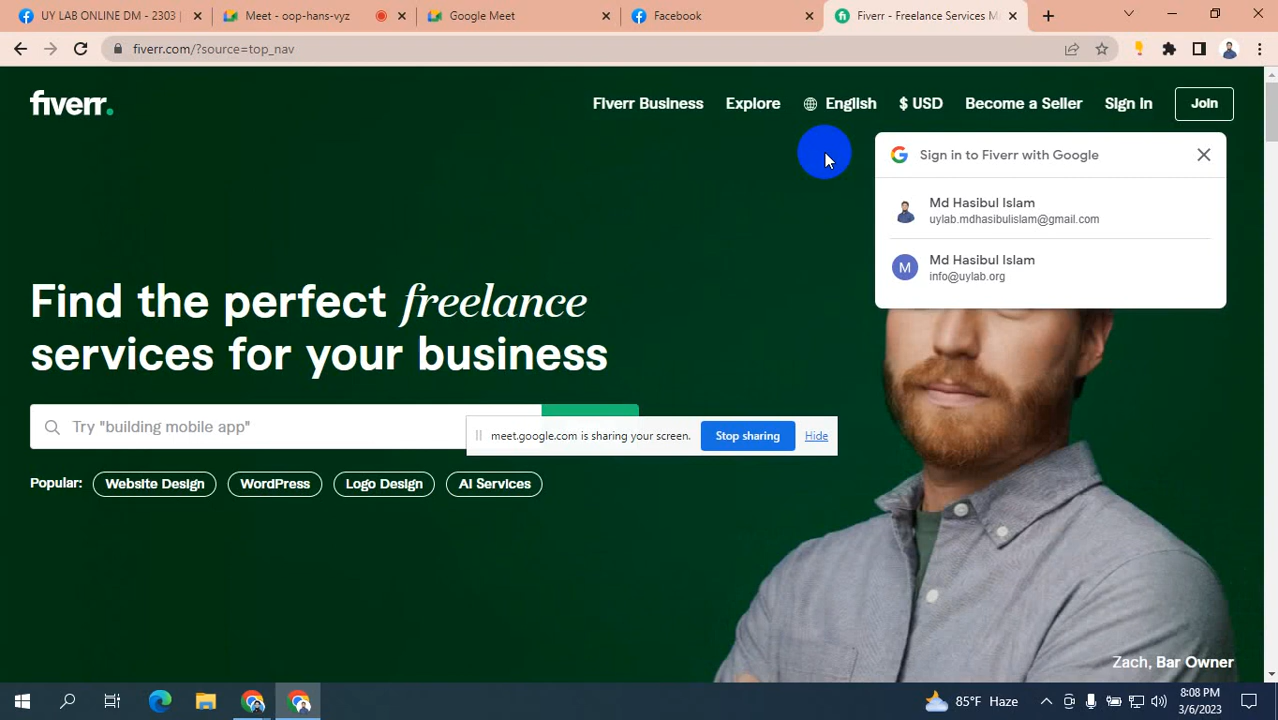 UY LAB ONLINE DM - 2303 |
Meet - oop-hans-vyz
Google Meet
Facebook
Fiverr - Freelance Services M
fiverr.com/?source=top_nav
fiverr.
Fiverr Business
Explore
English
$ USD
Become a Seller
Sign in
Join
Sign in to Fiverr with Google
Md Hasibul Islam
uylab.mdhasibulislam@gmail.com
M
Md Hasibul Islam
info@uylab.org
Find the perfect freelance
services for your business
Try "building mobile app"
meet.google.com is sharing your screen.
Stop sharing
Hide
Popular:
Website Design
WordPress
Logo Design
AI Services
Zach, Bar Owner
85°F Haze
8:08 PM
3/6/2023